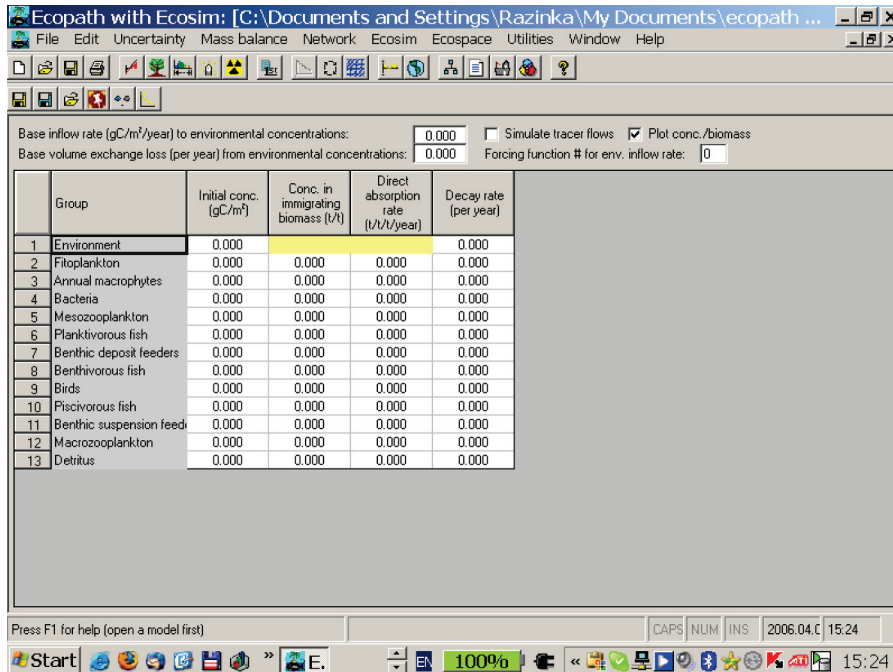 Ecopath with Ecosim: [C:\Documents and Settings\Razinka\My Documents\ecopath ...
File Edit Uncertainty Mass balance Network Ecosim Ecospace Utilities Window Help
Base inflow rate (gC/m²/year) to environmental concentrations: 0.000 Simulate tracer flows Plot conc./biomass
Base volume exchange loss (per year) from environmental concentrations: 0.000 Forcing function # for env. inflow rate: 0
Group Initial conc. (gC/m²) Conc. in immigrating biomass (t/t) Direct absorption rate (t/t/t/year) Decay rate (per year)
1 Environment 0.000 0.000
2 Fitoplankton 0.000 0.000 0.000 0.000
3 Annual macrophytes 0.000 0.000 0.000 0.000
4 Bacteria 0.000 0.000 0.000 0.000
5 Mesozooplankton 0.000 0.000 0.000 0.000
6 Planktivorous fish 0.000 0.000 0.000 0.000
7 Benthic deposit feeders 0.000 0.000 0.000 0.000
8 Benthivorous fish 0.000 0.000 0.000 0.000
9 Birds 0.000 0.000 0.000 0.000
10 Piscivorous fish 0.000 0.000 0.000 0.000
11 Benthic suspension feed 0.000 0.000 0.000 0.000
12 Macrozooplankton 0.000 0.000 0.000 0.000
13 Detritus 0.000 0.000 0.000 0.000
Press F1 for help (open a model first) CAPS NUM INS 2006.04.0 15:24
Start » E. EN 100% « 15:24